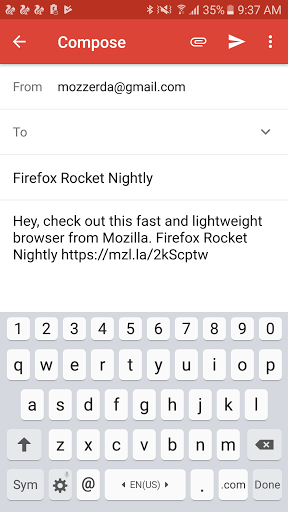 35% 9:37 AM
Compose
From mozzerda@gmail.com
To
Firefox Rocket Nightly
Hey, check out this fast and lightweight
browser from Mozilla. Firefox Rocket
Nightly https://mzl.la/2kScptw
1 2 3 4 5 6 7 8 9 0
q w e r t y u i o p
a s d f g h j k l
z x c v b n m
Sym @ EN(US) . .com Done